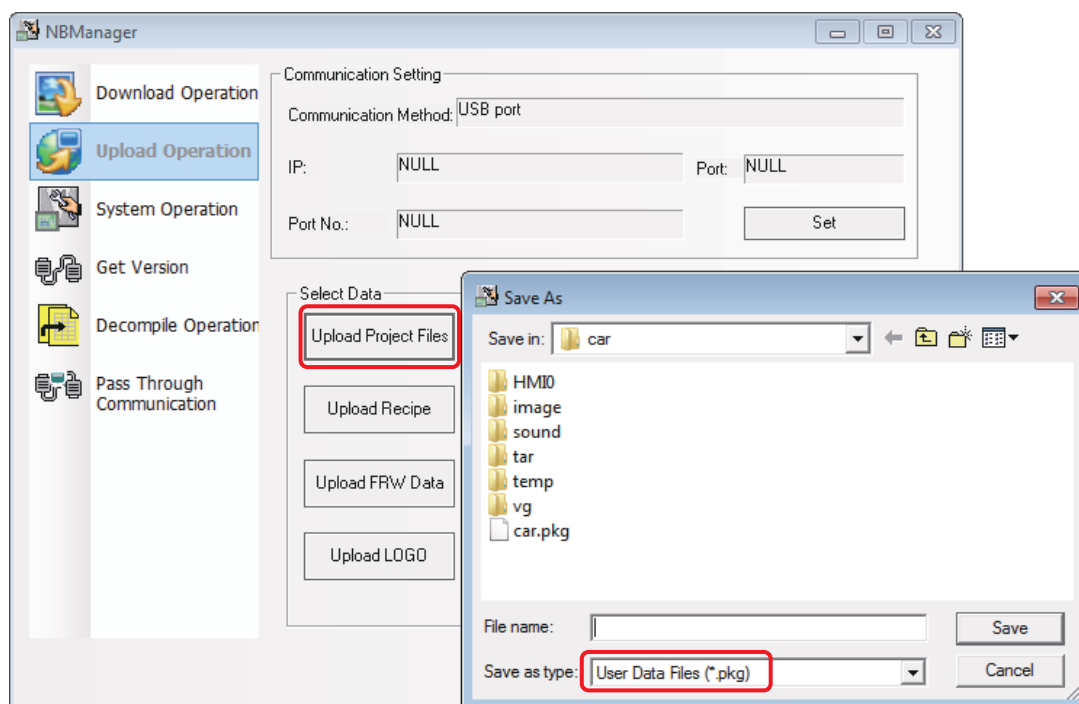 NBManager
Download Operation
Upload Operation
System Operation
Get Version
Decompile Operation
Pass Through
Communication
Communication Setting
Communication Method: USB port
IP: NULL Port: NULL
Port No.: NULL Set
Select Data
Upload Project Files
Upload Recipe
Upload FRW Data
Upload LOGO
Save As
Save in: car
HMI0
image
sound
tar
temp
vg
car.pkg
File name: Save
Save as type: User Data Files (*.pkg) Cancel